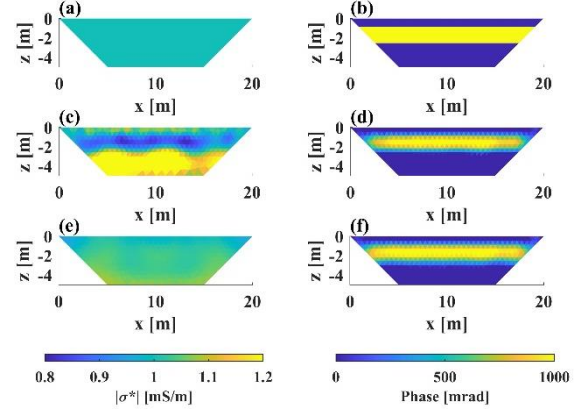 (a) (b)
0 0
-2 -2
-4 -4
z [m] z [m]
0 10 20 0 10 20
x [m] x [m]
(c) (d)
0 0
-2 -2
-4 -4
z [m] z [m]
0 10 20 0 10 20
x [m] x [m]
(e) (f)
0 0
-2 -2
-4 -4
z [m] z [m]
0 10 20 0 10 20
x [m] x [m]
0.8 0.9 1 1.1 1.2 0 500 1000
|σ*| [mS/m] Phase [mrad]